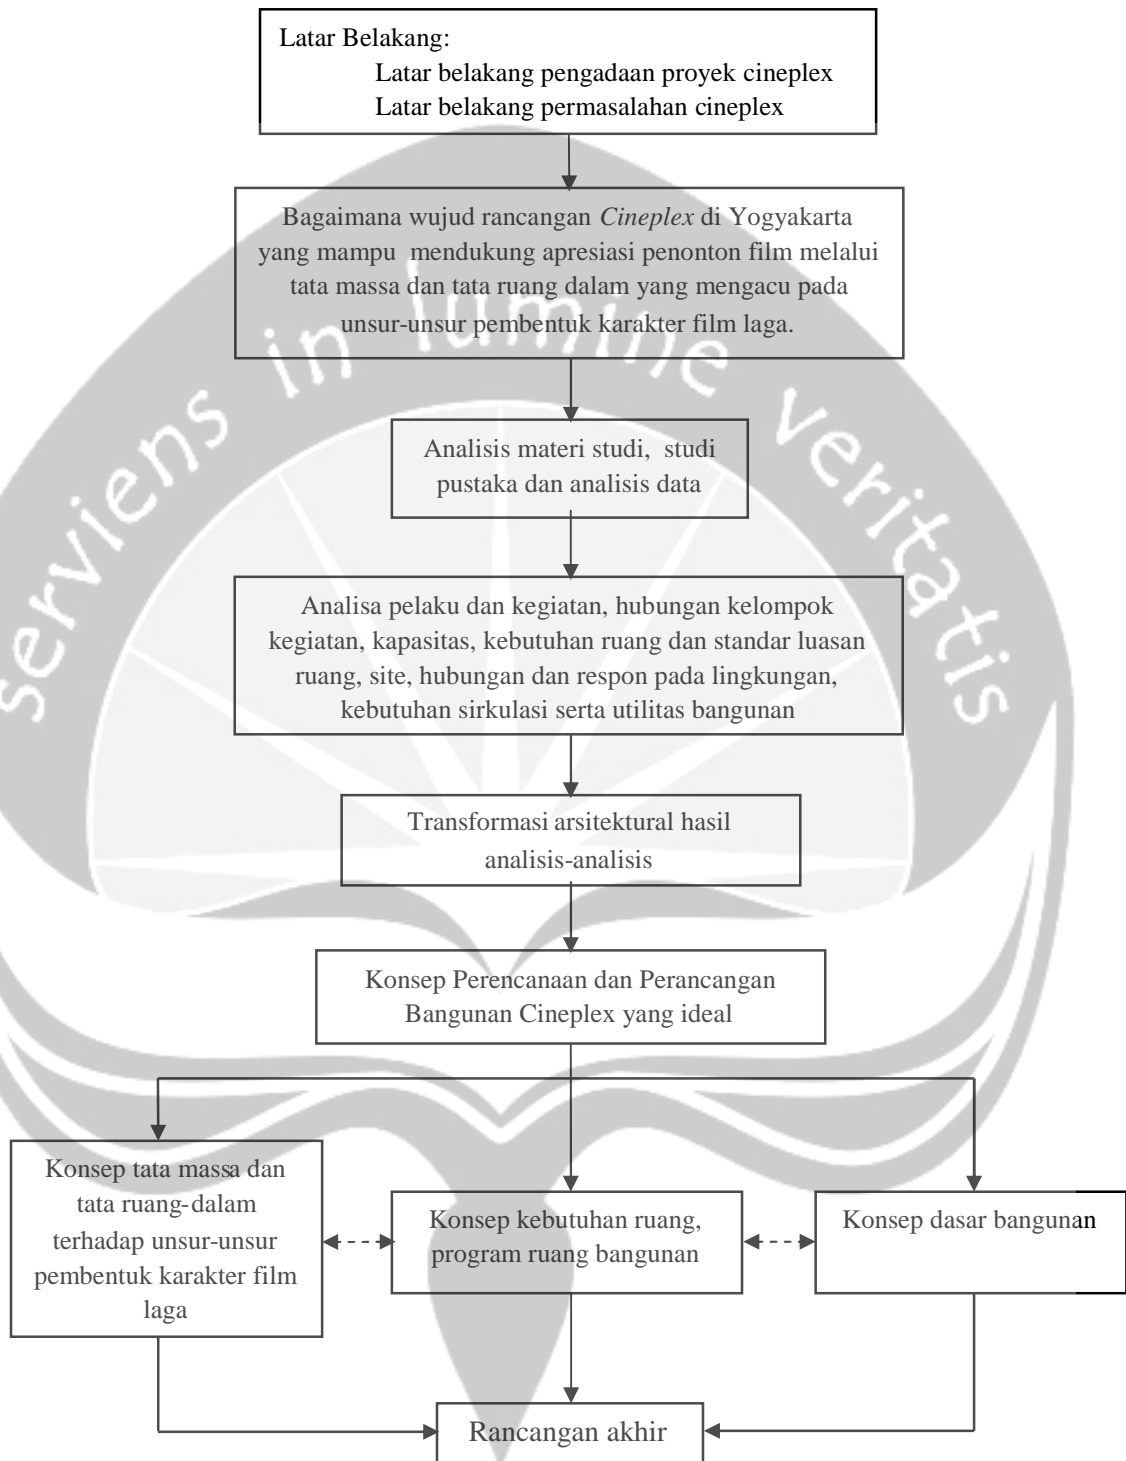 Latar Belakang:
Latar belakang pengadaan proyek cineplex
Latar belakang permasalahan cineplex
Bagaimana wujud rancangan Cineplex di Yogyakarta
yang mampu mendukung apresiasi penonton film melalui
tata massa dan tata ruang dalam yang mengacu pada
unsur-unsur pembentuk karakter film laga.
serviens in lumine veritatis
Analisis materi studi, studi
pustaka dan analisis data
Analisa pelaku dan kegiatan, hubungan kelompok
kegiatan, kapasitas, kebutuhan ruang dan standar luasan
ruang, site, hubungan dan respon pada lingkungan,
kebutuhan sirkulasi serta utilitas bangunan
Transformasi arsitektural hasil
analisis-analisis
Konsep Perencanaan dan Perancangan
Bangunan Cineplex yang ideal
Konsep tata massa dan
tata ruang-dalam
terhadap unsur-unsur
pembentuk karakter film
laga
Konsep kebutuhan ruang,
program ruang bangunan
Konsep dasar bangunan
Rancangan akhir